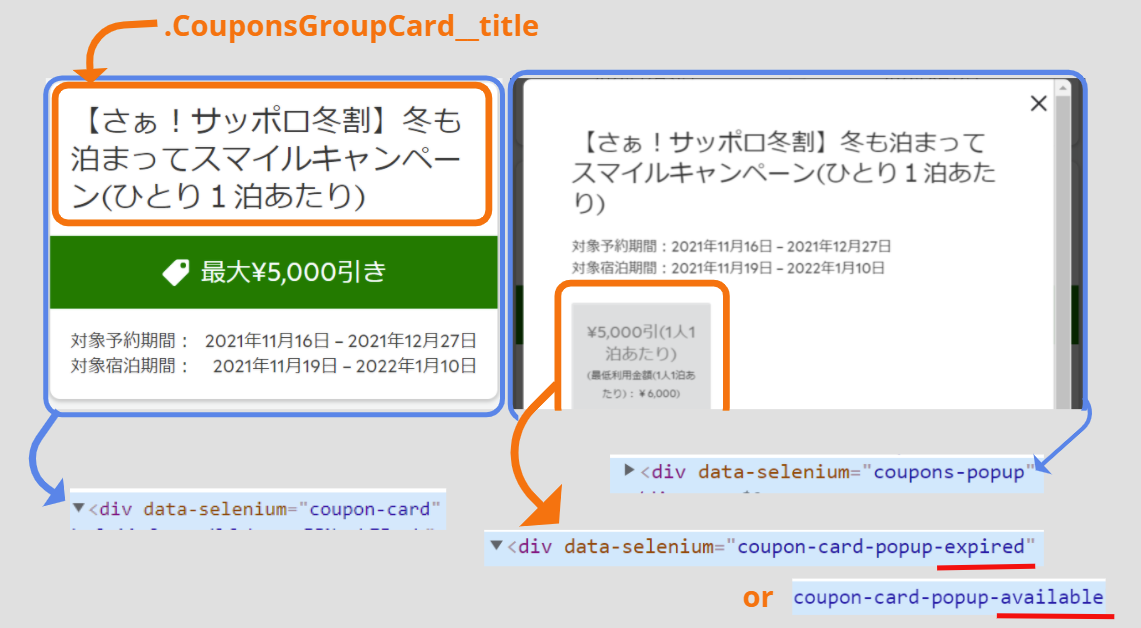 .CouponsGroupCard__title
【さぁ！サッポロ冬割】冬も
泊まってスマイルキャンペー
ン(ひとり１泊あたり)
最大¥5,000引き
対象予約期間： 2021年11月16日 – 2021年12月27日
対象宿泊期間： 2021年11月19日 – 2022年1月10日
【さぁ！サッポロ冬割】冬も泊まって
スマイルキャンペーン(ひとり１泊あた
り)
対象予約期間：2021年11月16日 – 2021年12月27日
対象宿泊期間：2021年11月19日 – 2022年1月10日
¥5,000引(1人1
泊あたり)
(最低利用金額(1人1泊あ
たり)：¥6,000)
<div data-selenium="coupons-popup"
<div data-selenium="coupon-card"
<div data-selenium="coupon-card-popup-expired"
or coupon-card-popup-available